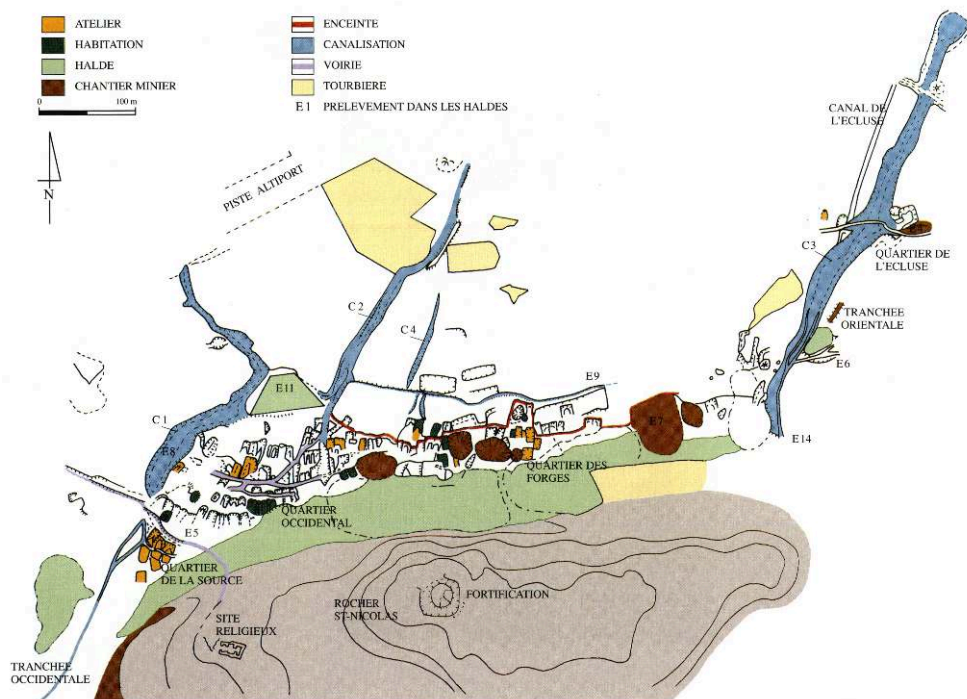 ATELIER
HABITATION
HALDE
CHANTIER MINIER
0 100 m
ENCEINTE
CANALISATION
VOIRIE
TOURBIERE
E 1 PRELEVEMENT DANS LES HALDES
N
PISTE ALTIPORT
CANAL DE
L'ECLUSE
C3
QUARTIER DE
L'ECLUSE
TRANCHEE
ORIENTALE
E6
C 2
C 4
E9
E11
C 1
E8
E7
E14
QUARTIER DES
FORGES
QUARTIER
OCCIDENTAL
E5
QUARTIER
DE LA SOURCE
FORTIFICATION
ROCHER
ST-NICOLAS
SITE
RELIGIEUX
TRANCHEE
OCCIDENTALE